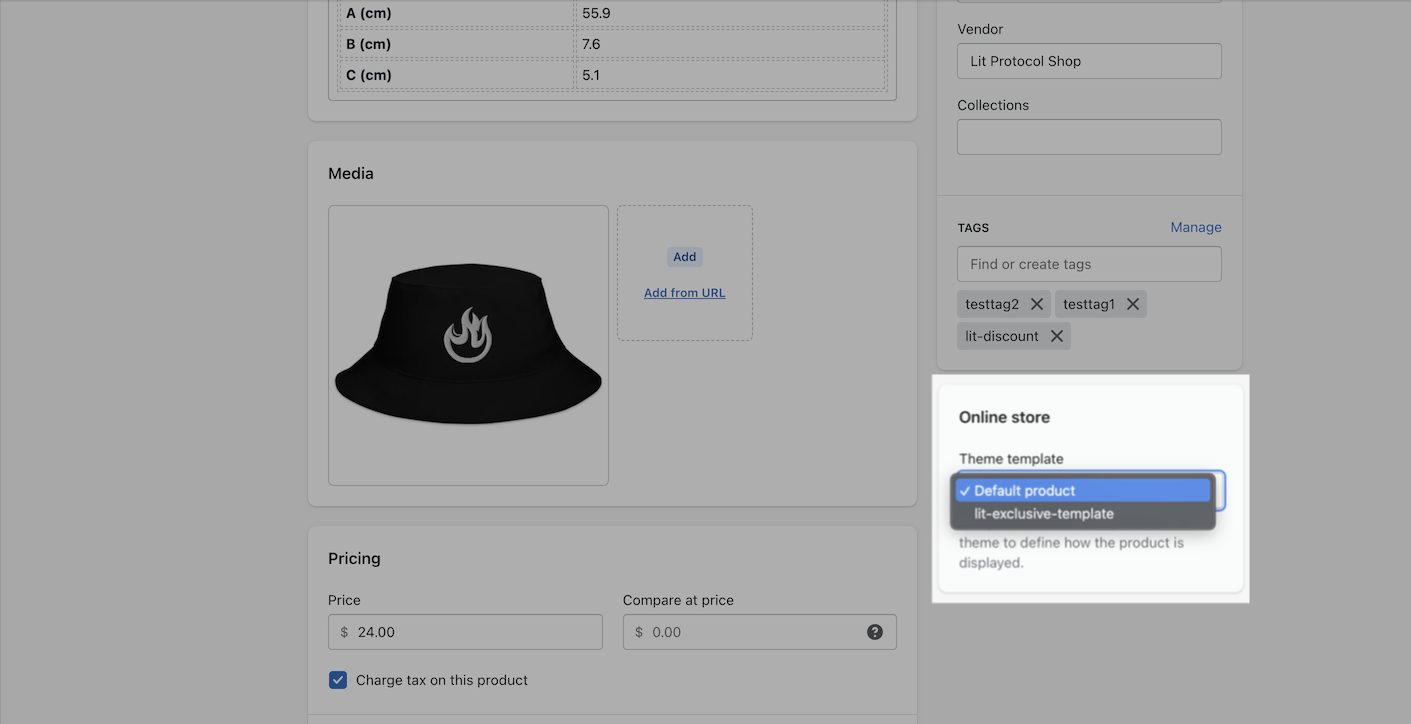 A (cm) 55.9
B (cm) 7.6
C (cm) 5.1
Media
Add
Add from URL
Pricing
Price Compare at price
$ 24.00 $ 0.00 ?
Charge tax on this product
Vendor
Lit Protocol Shop
Collections
TAGS Manage
Find or create tags
testtag2 testtag1
lit-discount
Online store
Theme template
Default product
lit-exclusive-template
theme to define how the product is
displayed.